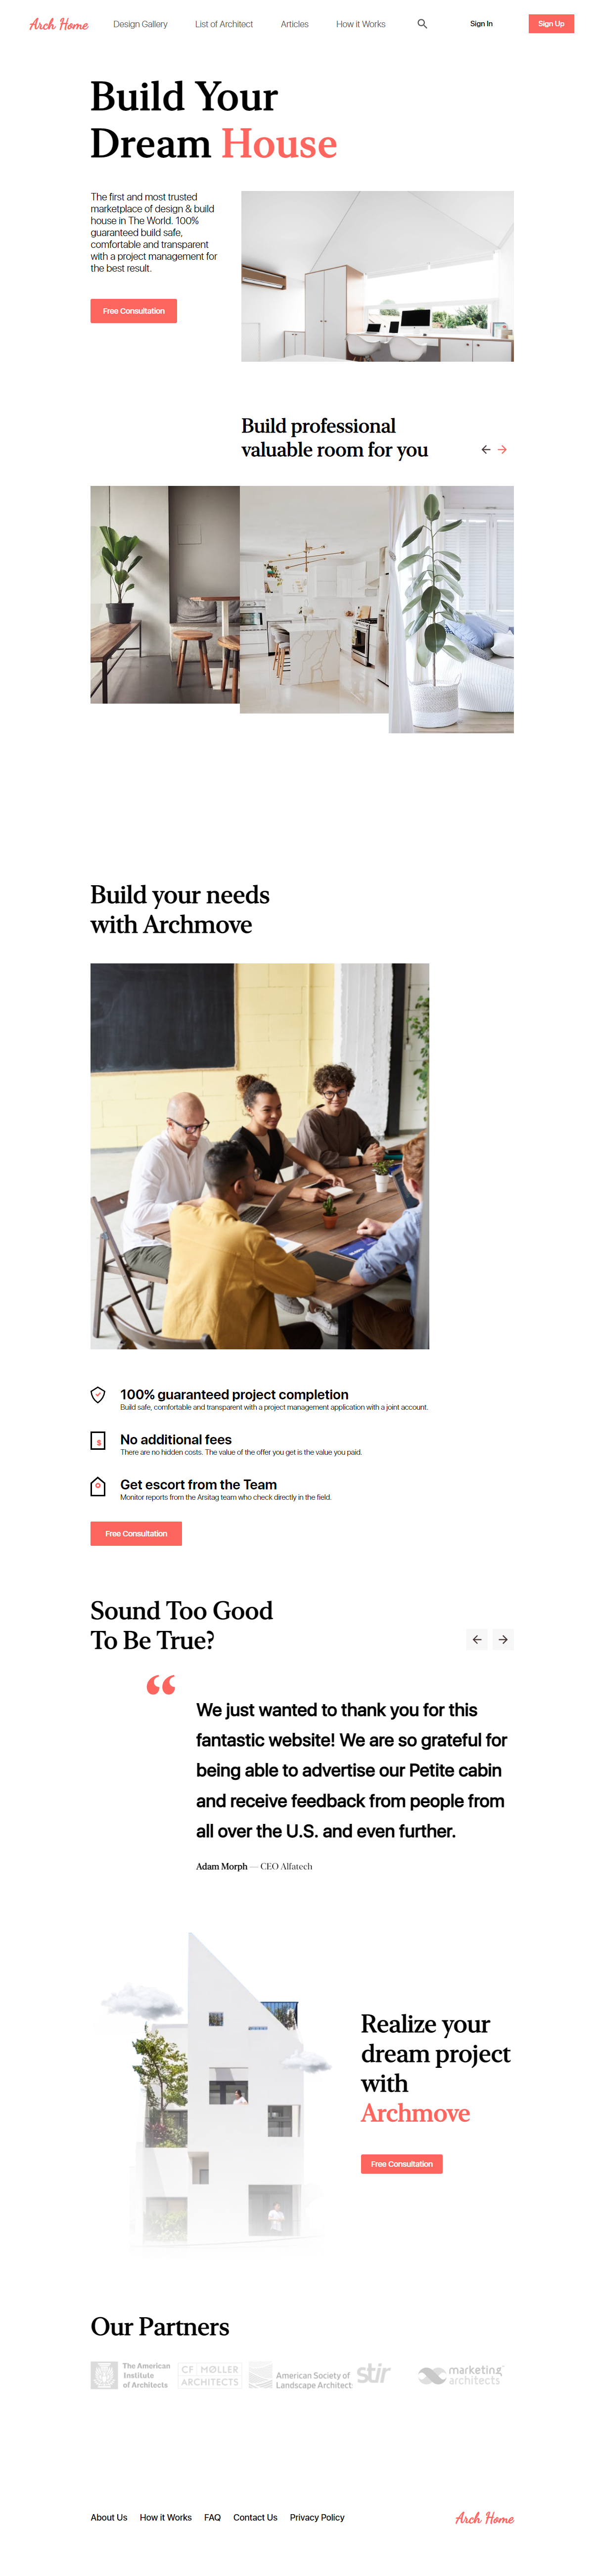 Arch Home
Design Gallery
List of Architect
Articles
How it Works
Sign In
Sign Up
Build Your
Dream House
The first and most trusted
marketplace of design & build
house in The World. 100%
guaranteed build safe,
comfortable and transparent
with a project management for
the best result.
Free Consultation
Build professional
valuable room for you
Build your needs
with Archmove
100% guaranteed project completion
Build safe, comfortable and transparent with a project management application with a joint account.
No additional fees
There are no hidden costs. The value of the offer you get is the value you paid.
Get escort from the Team
Monitor reports from the Arsitag team who check directly in the field.
Free Consultation
Sound Too Good
To Be True?
“
We just wanted to thank you for this
fantastic website! We are so grateful for
being able to advertise our Petite cabin
and receive feedback from people from
all over the U.S. and even further.
Adam Morph — CEO Alfatech
Realize your
dream project
with
Archmove
Free Consultation
Our Partners
The American
Institute
of Architects
CF MØLLER
ARCHITECTS
American Society of
Landscape Architect
stir
marketing
architects
About Us
How it Works
FAQ
Contact Us
Privacy Policy
Arch Home